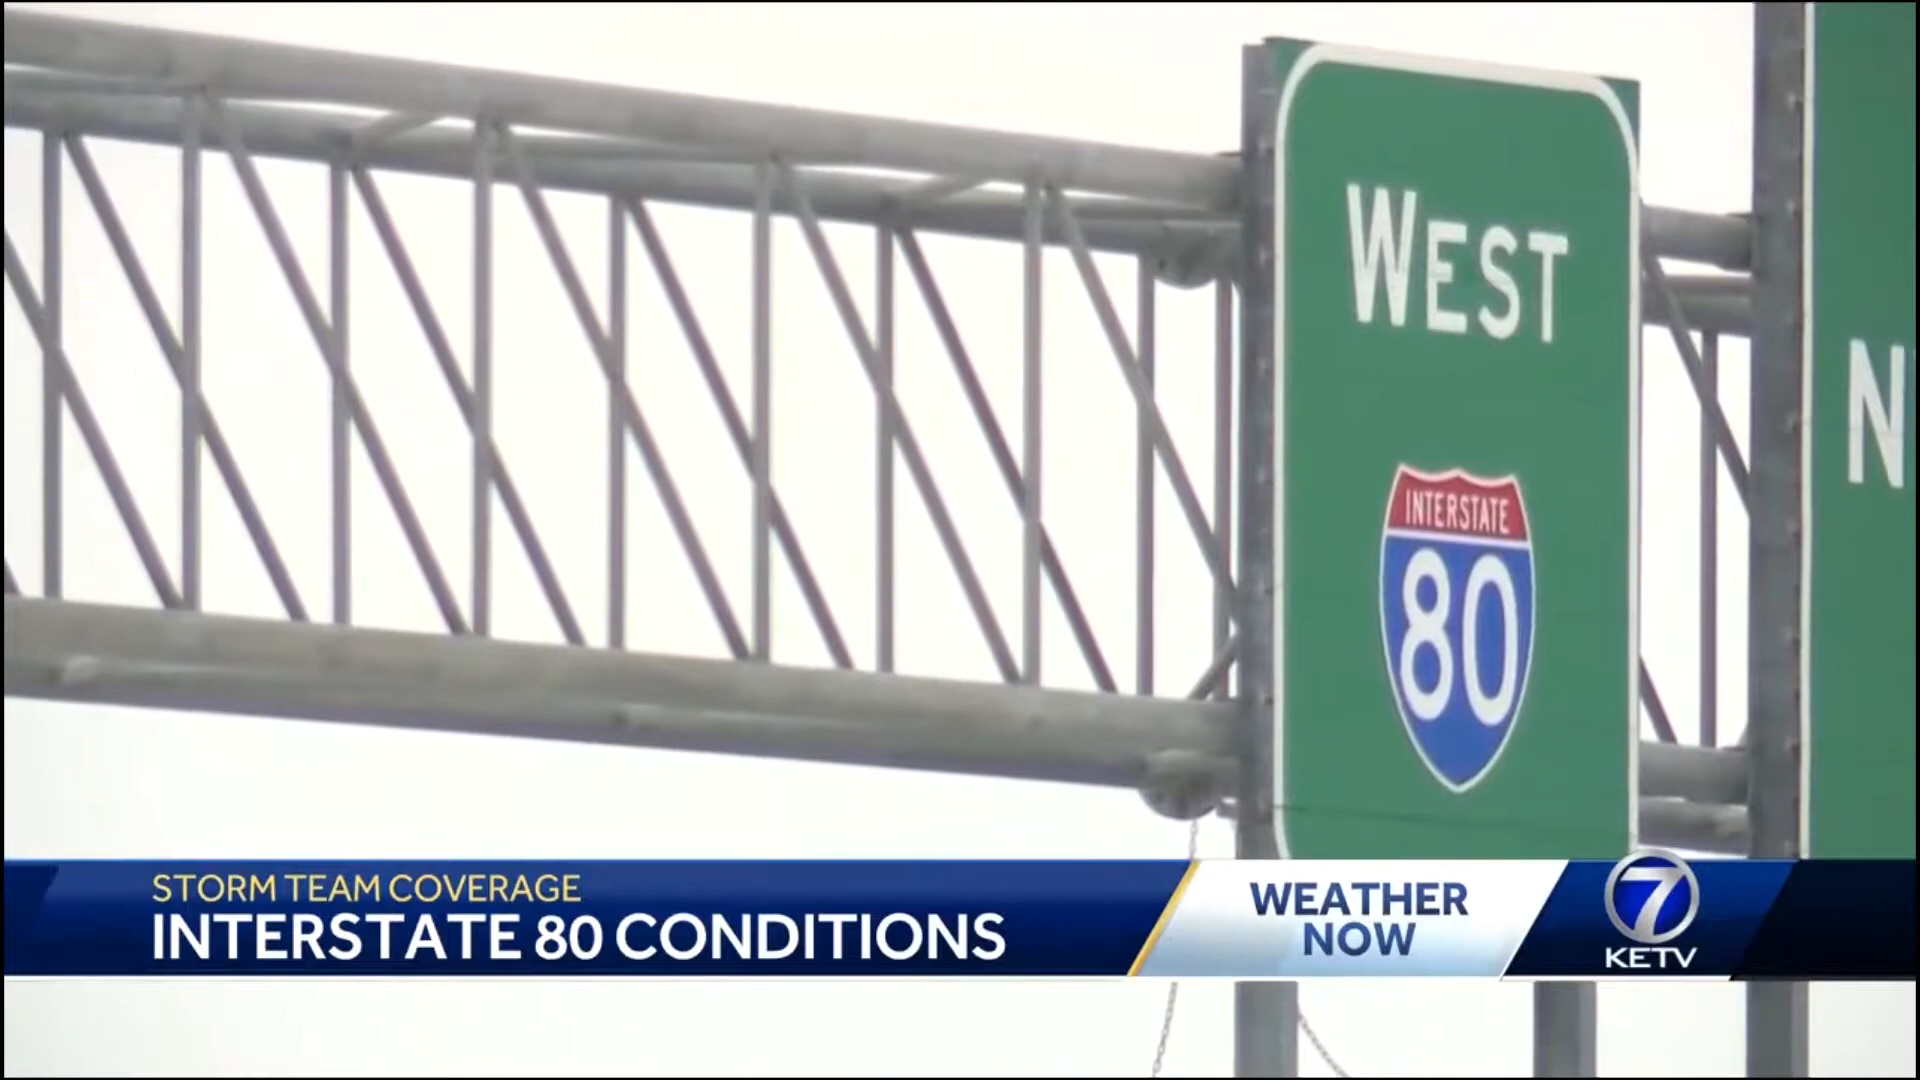 WEST
INTERSTATE
80
N
STORM TEAM COVERAGE
INTERSTATE 80 CONDITIONS
WEATHER
NOW
7
KETV